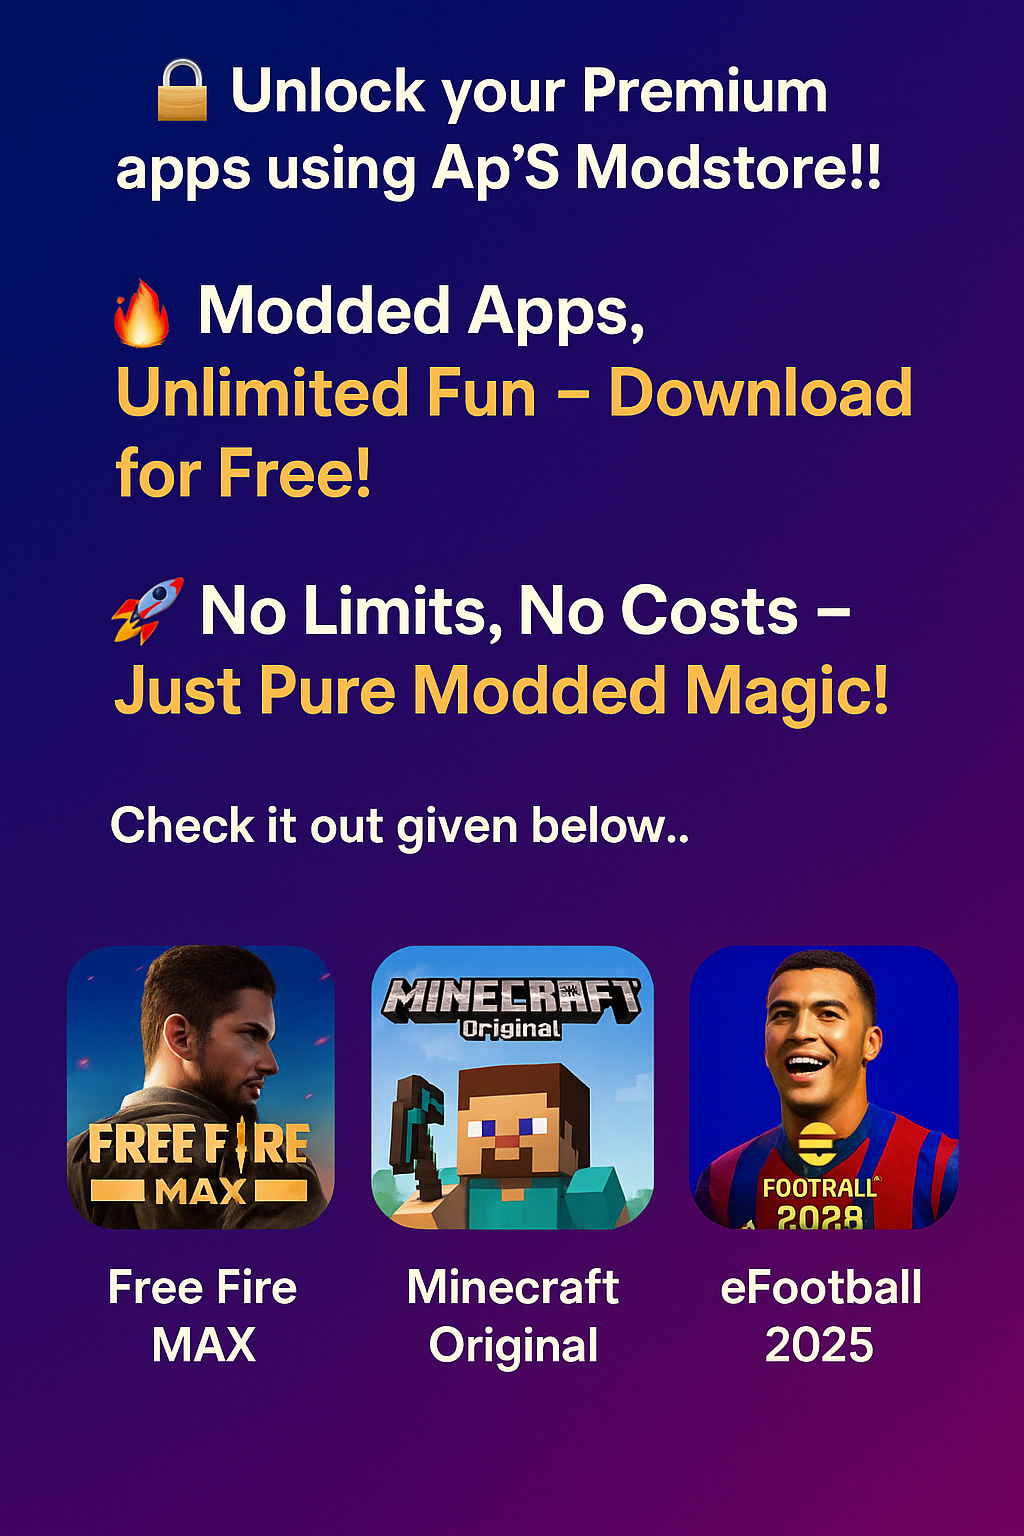 🔒 Unlock your Premium
apps using Ap’S Modstore!!
🔥 Modded Apps,
Unlimited Fun – Download
for Free!
🚀 No Limits, No Costs –
Just Pure Modded Magic!
Check it out given below..
FREE FIRE
MAX
MINECRAFT
Original
FOOTRALL
2028
Free Fire
MAX
Minecraft
Original
eFootball
2025